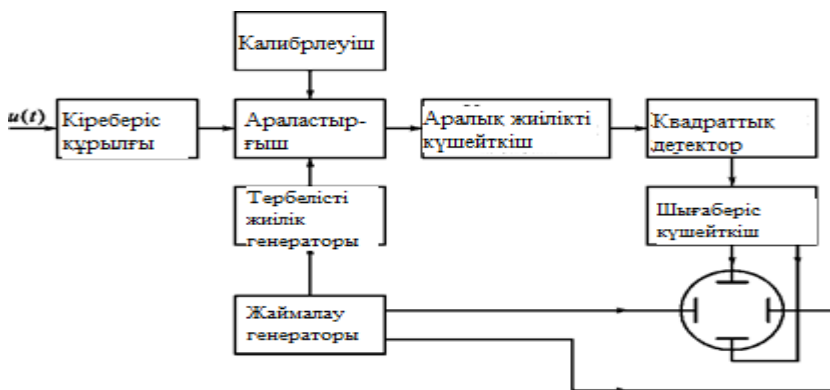 Калибрлеуіш
u(t)
Кіреберіс
құрылғы
Араластыр-
ғыш
Аралық жиілікті
күшейткіш
Квадраттық
детектор
Тербелісті
жиілік
генераторы
Шығаберіс
күшейткіш
Жаймалау
генераторы